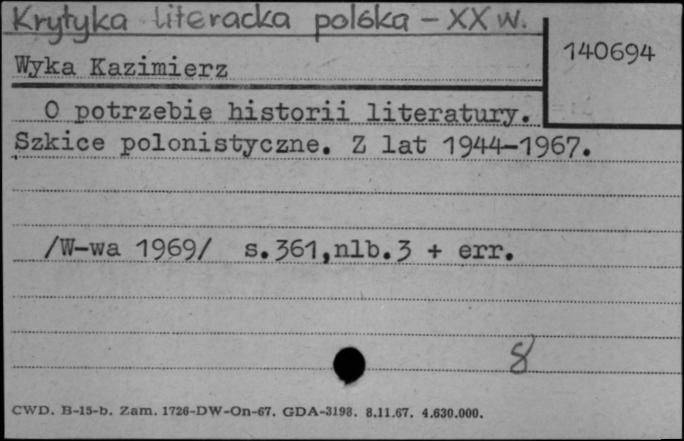 Krytyka literacka polska – XX w.
140694
Wyka Kazimierz
O potrzebie historii literatury.
Szkice polonistyczne. Z lat 1944-1967.
/W-wa 1969/ s.361,nlb.3 + err.
8
CWD. B-15-b. Zam. 1726-DW-On-67. GDA-3198. 8.11.67. 4.630.000.